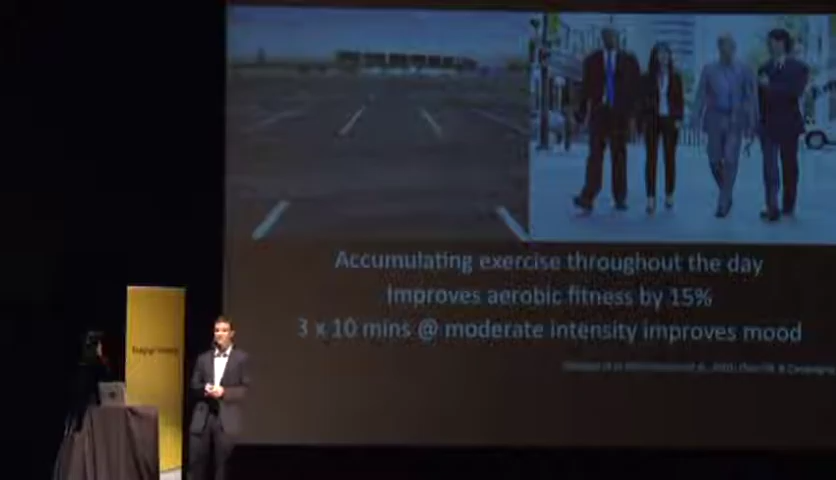 Accumulating exercise throughout the day
Improves aerobic fitness by 15%
3 x 10 mins @ moderate intensity improves mood